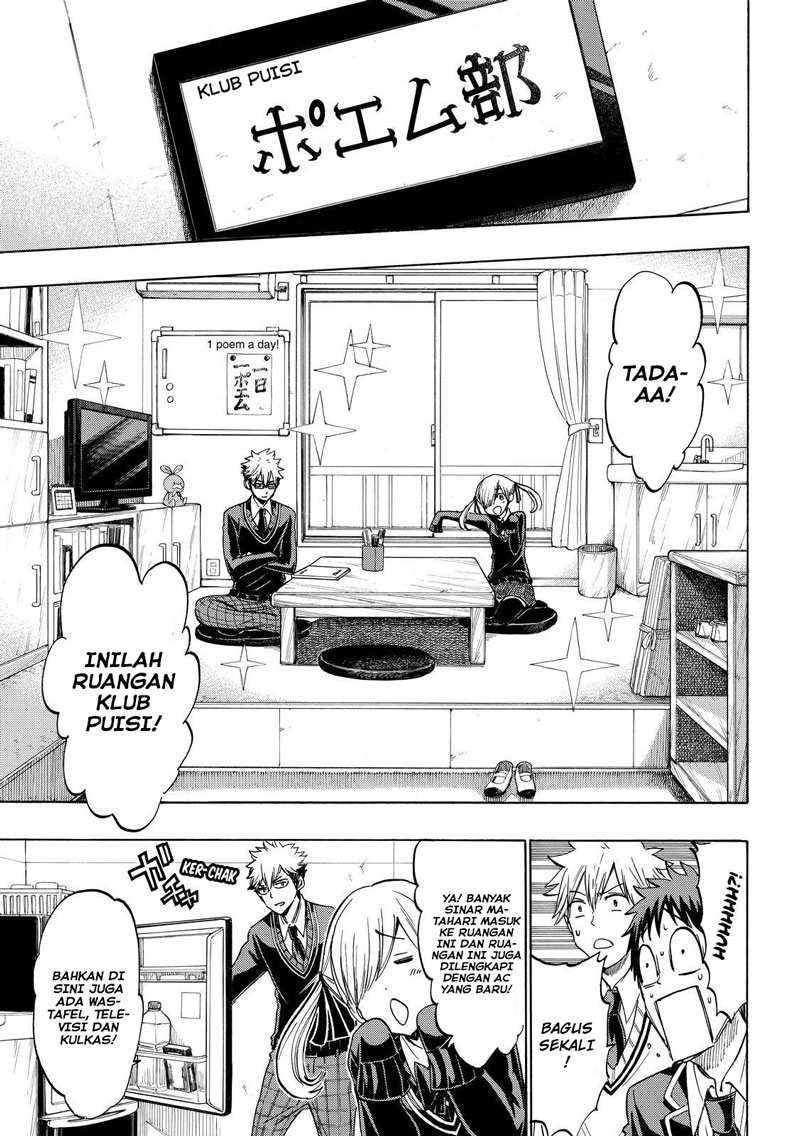 KLUB PUISI
ポエム部
TADA-
AA!
1 poem a day!
一日
ポエム
INILAH
RUANGAN
KLUB
PUISI!
ガチャ
KER-CHAK
YA! BANYAK
SINAR MA-
TAHARI MASUK
KE RUANGAN
INI DAN RUA-
NGAN INI JUGA
DILENGKAPI
DENGAN AC
YANG BARU!
BAHKAN DI
SINI JUGA
ADA WAS-
TAFEL, TELE-
VISI DAN
KULKAS!
BAGUS
SEKALI
!